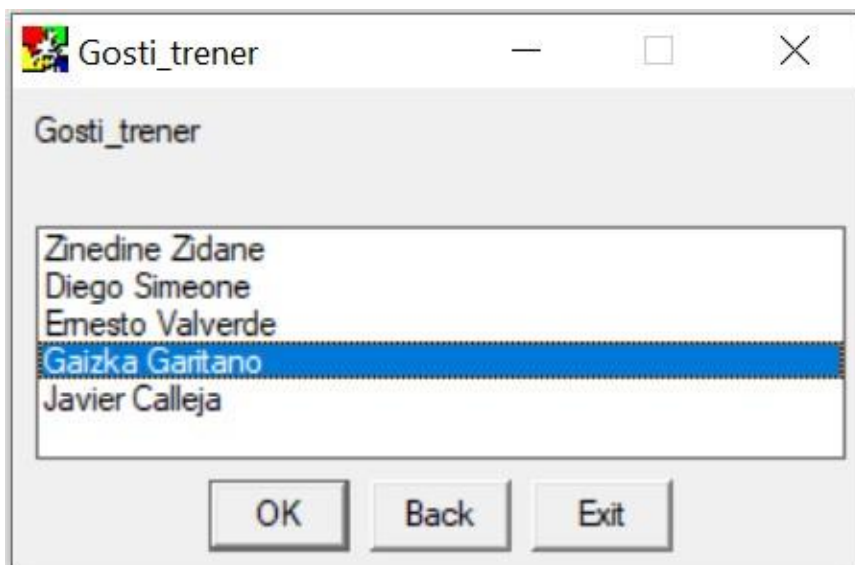 Gosti_trener
Gosti_trener
Zinedine Zidane
Diego Simeone
Ernesto Valverde
Gaizka Garitano
Javier Calleja
OK Back Exit